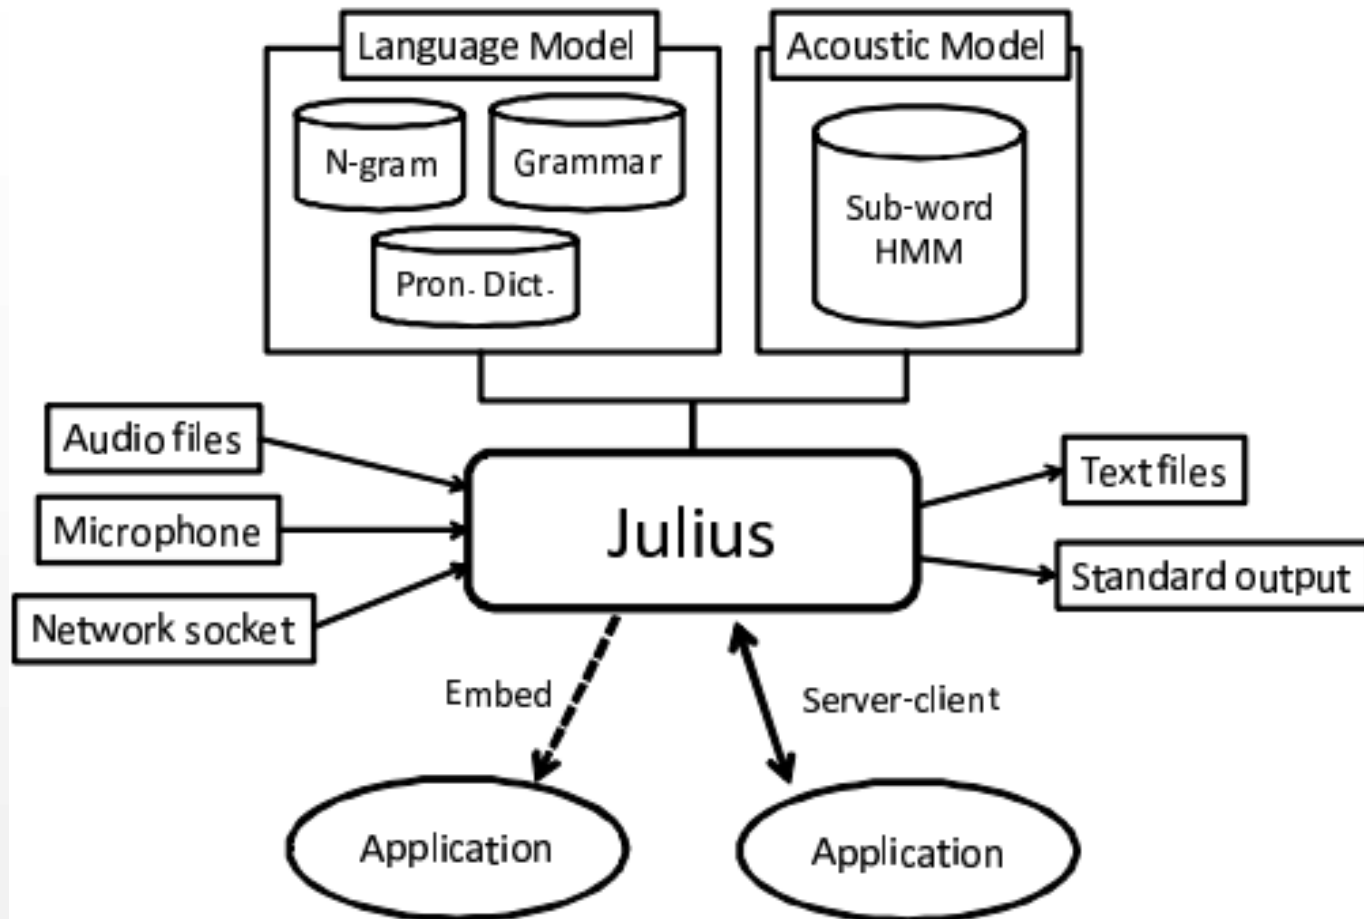 Language Model
Acoustic Model
N-gram
Grammar
Pron. Dict.
Sub-word
HMM
Audio files
Microphone
Network socket
Julius
Text files
Standard output
Embed
Server-client
Application
Application